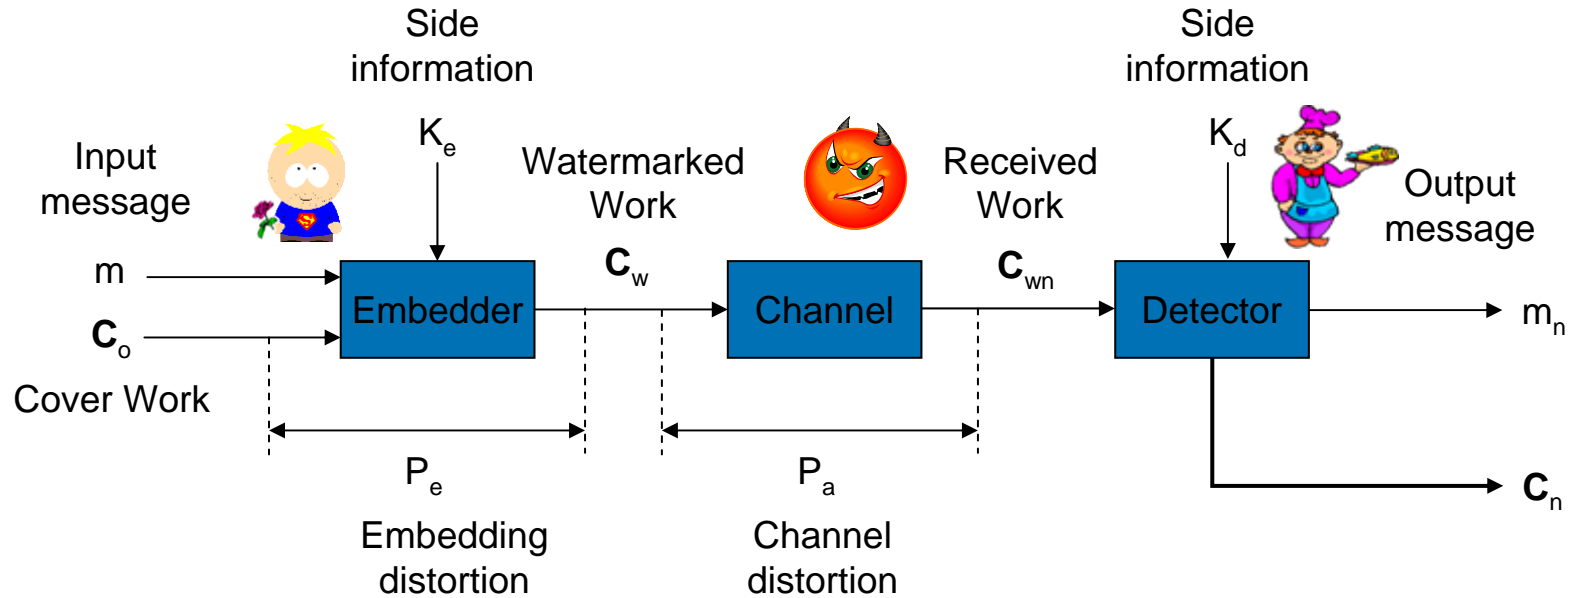 Side
information
Side
information
K_e
K_d
Input
message
Watermarked
Work
Received
Work
Output
message
m
C_o
Cover Work
Embedder
C_w
Channel
C_wn
Detector
m_n
C_n
P_e
Embedding
distortion
P_a
Channel
distortion
S